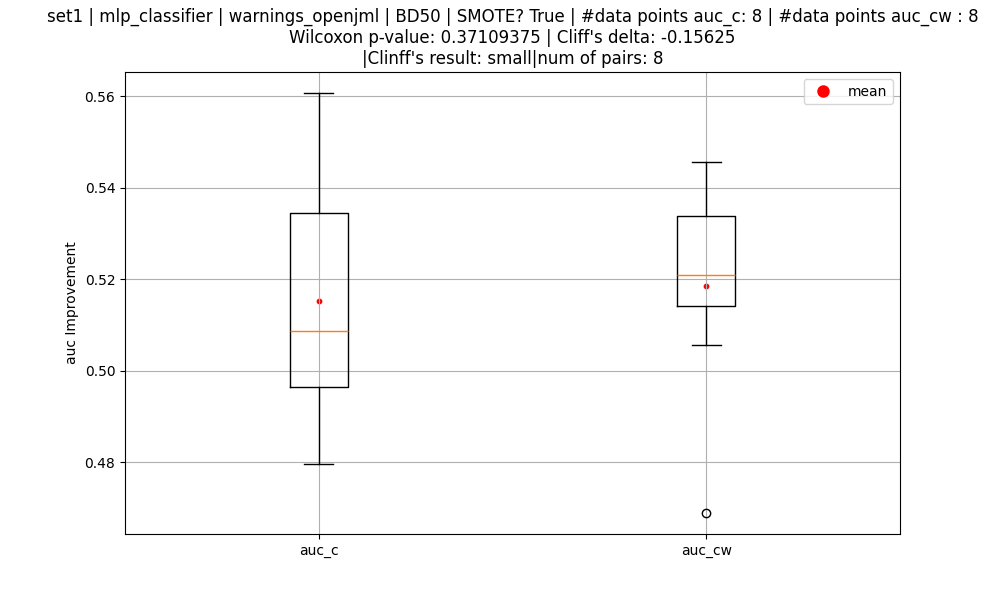 set1 | mlp_classifier | warnings_openjml | BD50 | SMOTE? True | #data points auc_c: 8 | #data points auc_cw : 8
Wilcoxon p-value: 0.37109375 | Cliff's delta: -0.15625
|Clinff's result: small|num of pairs: 8
mean
0.56
0.54
0.52
0.50
0.48
auc Improvement
auc_c
auc_cw